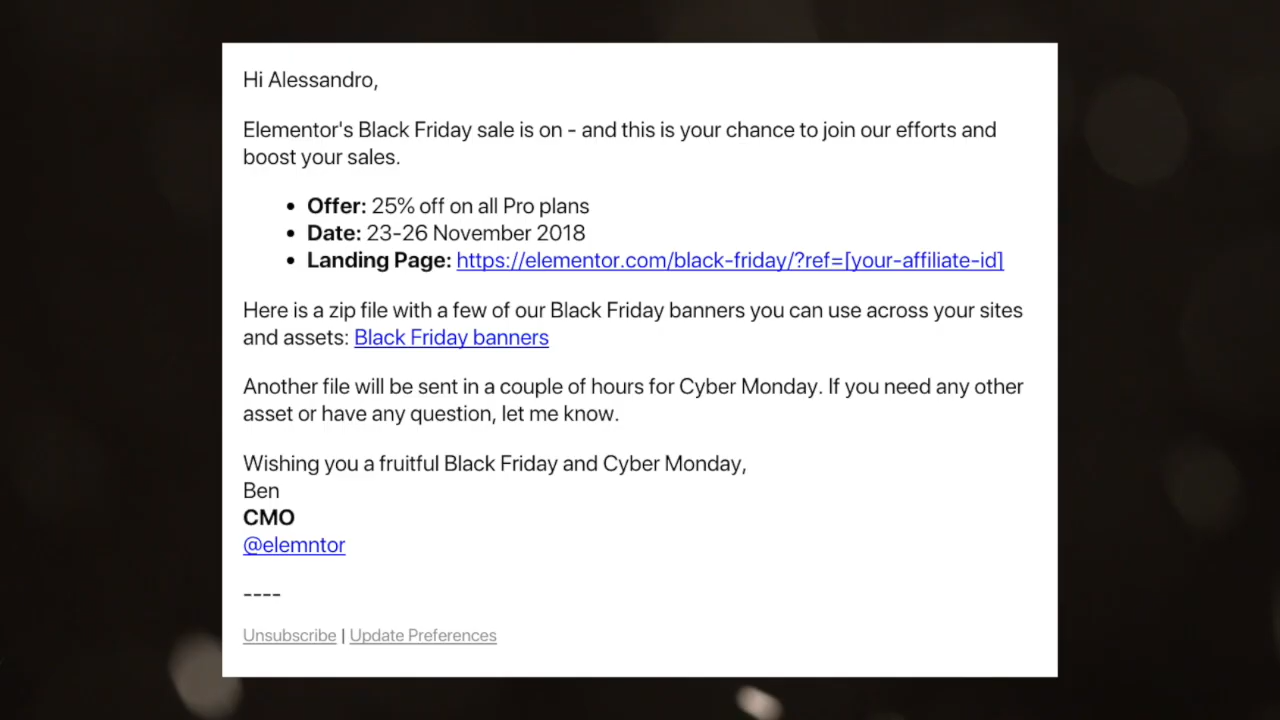 Hi Alessandro,
Elementor's Black Friday sale is on - and this is your chance to join our efforts and
boost your sales.
• Offer: 25% off on all Pro plans
• Date: 23-26 November 2018
• Landing Page: https://elementor.com/black-friday/?ref=[your-affiliate-id]
Here is a zip file with a few of our Black Friday banners you can use across your sites
and assets: Black Friday banners
Another file will be sent in a couple of hours for Cyber Monday. If you need any other
asset or have any question, let me know.
Wishing you a fruitful Black Friday and Cyber Monday,
Ben
CMO
@elemntor
----
Unsubscribe | Update Preferences